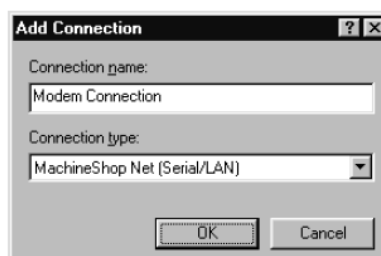 Add Connection
Connection name:
Modem Connection
Connection type:
MachineShop Net (Serial/LAN)
OK
Cancel